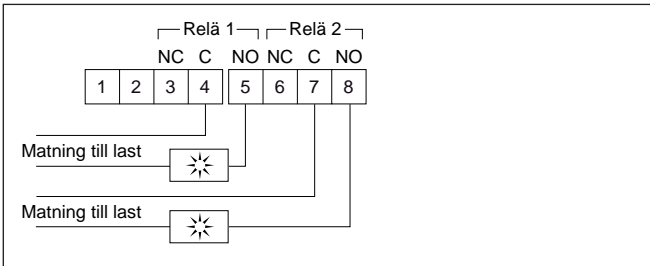 Relä 1 Relä 2
NC C NO NC C NO
1 2 3 4 5 6 7 8
Matning till last
Matning till last